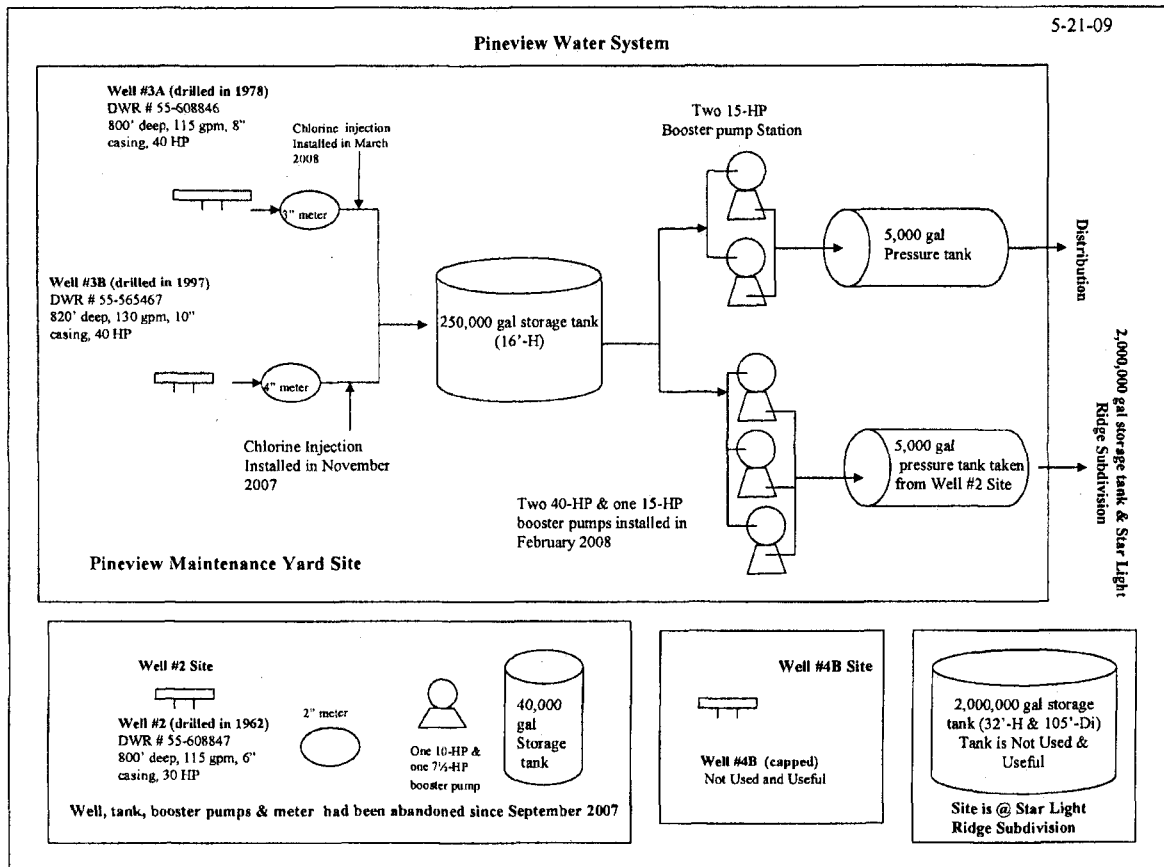 5-21-09
Pineview Water System
Well #3A (drilled in 1978)
DWR # 55-608846
800' deep, 115 gpm, 8"
casing, 40 HP
Chlorine injection
Installed in March
2008
3" meter
Well #3B (drilled in 1997)
DWR # 55-565467
820' deep, 130 gpm, 10"
casing, 40 HP
4" meter
Chlorine Injection
Installed in November
2007
250,000 gal storage tank
(16'-H)
Two 15-HP
Booster pump Station
5,000 gal
Pressure tank
Distribution
Two 40-HP & one 15-HP
booster pumps installed in
February 2008
5,000 gal
pressure tank taken
from Well #2 Site
2,000,000 gal storage tank & Star Light
Ridge Subdivision
Pineview Maintenance Yard Site
Well #2 Site
Well #2 (drilled in 1962)
DWR # 55-608847
800' deep, 115 gpm, 6"
casing, 30 HP
2" meter
One 10-HP &
one 7½-HP
booster pump
40,000
gal
Storage
tank
Well, tank, booster pumps & meter had been abandoned since September 2007
Well #4B Site
Well #4B (capped)
Not Used and Useful
2,000,000 gal storage
tank (32'-H & 105'-Di)
Tank is Not Used &
Useful
Site is @ Star Light
Ridge Subdivision